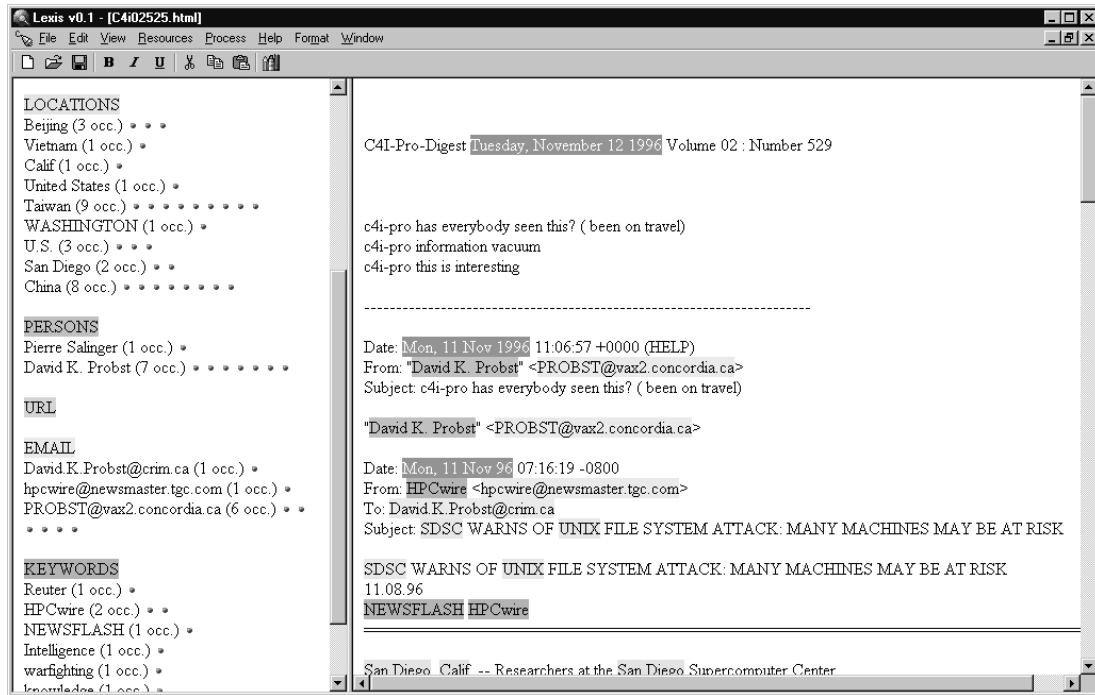 Lexis v0.1 - [C4i02525.html]
File Edit View Resources Process Help Format Window
B I U
LOCATIONS
Beijing (3 occ.)
Vietnam (1 occ.)
Calif (1 occ.)
United States (1 occ.)
Taiwan (9 occ.)
WASHINGTON (1 occ.)
U.S. (3 occ.)
San Diego (2 occ.)
China (8 occ.)
PERSONS
Pierre Salinger (1 occ.)
David K. Probst (7 occ.)
URL
EMAIL
David.K.Probst@crim.ca (1 occ.)
hpcwire@newsmaster.tgc.com (1 occ.)
PROBST@vax2.concordia.ca (6 occ.)
KEYWORDS
Reuter (1 occ.)
HPCwire (2 occ.)
NEWSFLASH (1 occ.)
Intelligence (1 occ.)
warfighting (1 occ.)
knowledge (1 occ.)
C4I-Pro-Digest Tuesday, November 12 1996 Volume 02 : Number 529
c4i-pro has everybody seen this? ( been on travel)
c4i-pro information vacuum
c4i-pro this is interesting
----------------------------------------------------------------------
Date: Mon, 11 Nov 1996 11:06:57 +0000 (HELP)
From: "David K. Probst" <PROBST@vax2.concordia.ca>
Subject: c4i-pro has everybody seen this? ( been on travel)
"David K. Probst" <PROBST@vax2.concordia.ca>
Date: Mon, 11 Nov 96 07:16:19 -0800
From: HPCwire <hpcwire@newsmaster.tgc.com>
To: David.K.Probst@crim.ca
Subject: SDSC WARNS OF UNIX FILE SYSTEM ATTACK: MANY MACHINES MAY BE AT RISK
SDSC WARNS OF UNIX FILE SYSTEM ATTACK: MANY MACHINES MAY BE AT RISK
11.08.96
NEWSFLASH HPCwire
San Diego, Calif. -- Researchers at the San Diego Supercomputer Center